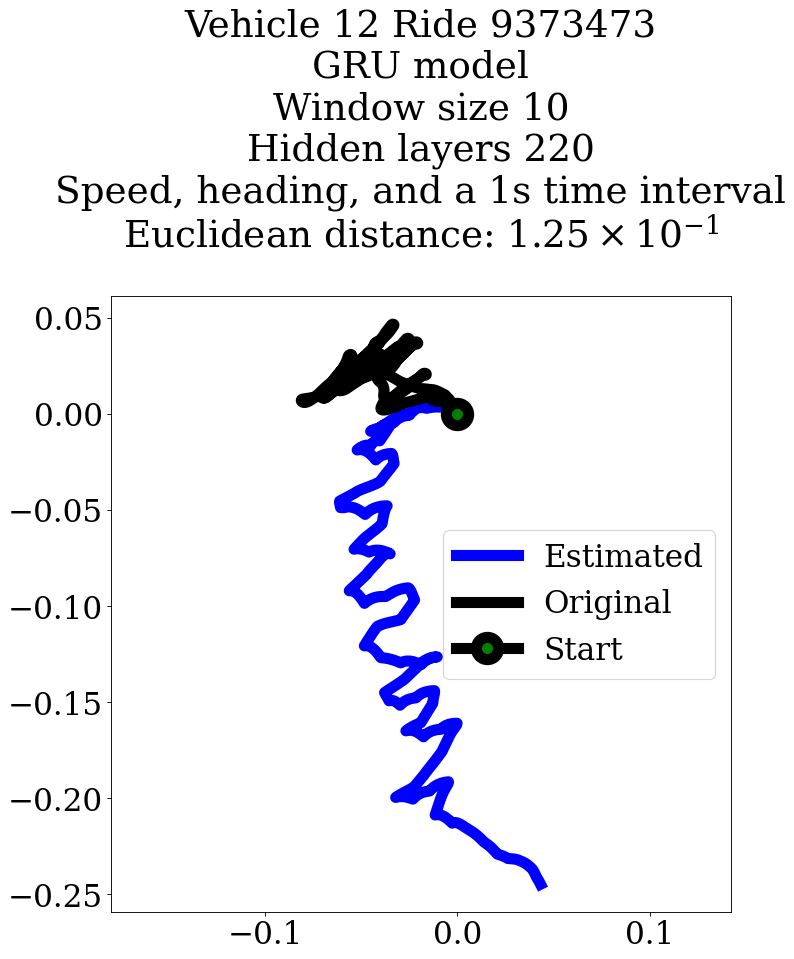 Vehicle 12 Ride 9373473
GRU model
Window size 10
Hidden layers 220
Speed, heading, and a 1s time interval
Euclidean distance: 1.25 × 10⁻¹
0.05
0.00
−0.05
−0.10
−0.15
−0.20
−0.25
Estimated
Original
Start
−0.1
0.0
0.1